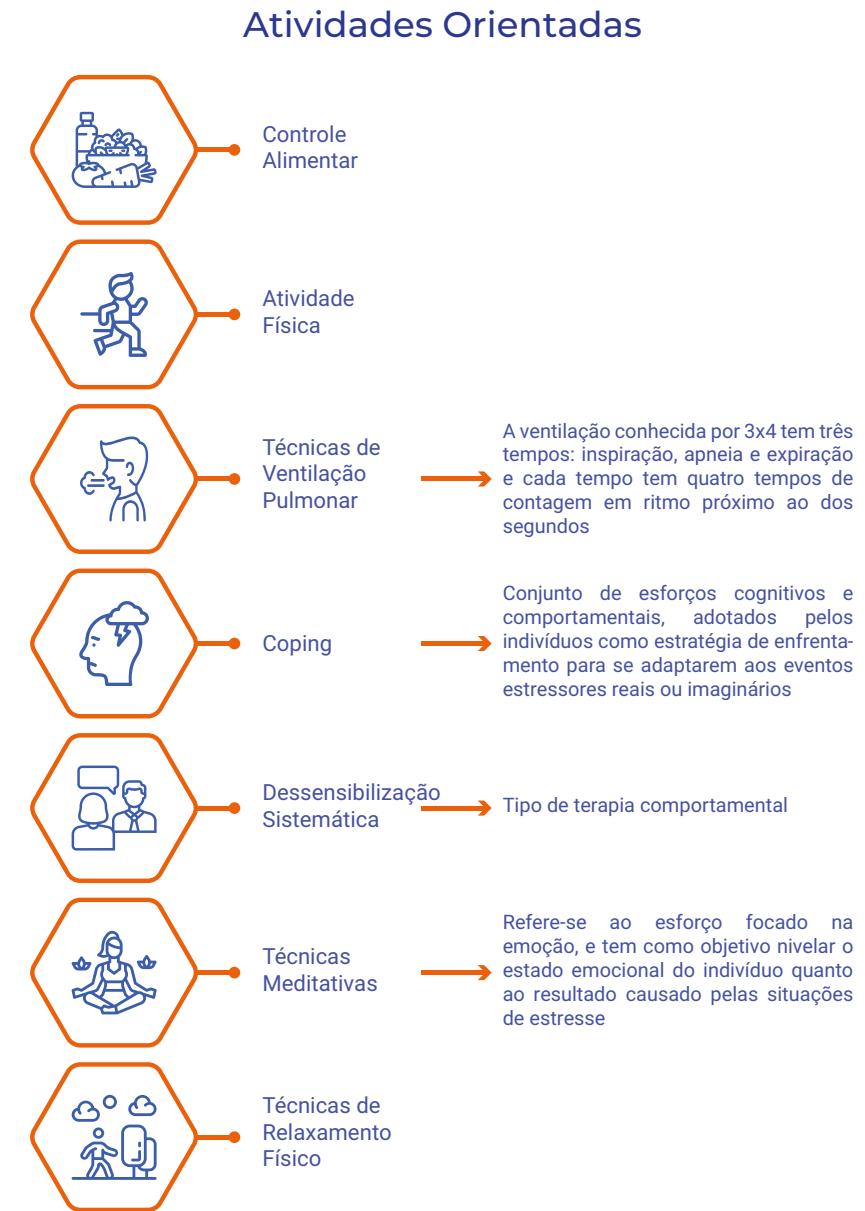 Atividades Orientadas
Controle
Alimentar
Atividade
Física
Técnicas de
Ventilação
Pulmonar
A ventilação conhecida por 3x4 tem três
tempos: inspiração, apneia e expiração
e cada tempo tem quatro tempos de
contagem em ritmo próximo ao dos
segundos
Coping
Conjunto de esforços cognitivos e
comportamentais, adotados pelos
indivíduos como estratégia de enfrenta-
mento para se adaptarem aos eventos
estressores reais ou imaginários
Dessensibilização
Sistemática
Tipo de terapia comportamental
Técnicas
Meditativas
Refere-se ao esforço focado na
emoção, e tem como objetivo nivelar o
estado emocional do indivíduo quanto
ao resultado causado pelas situações
de estresse
Técnicas de
Relaxamento
Físico